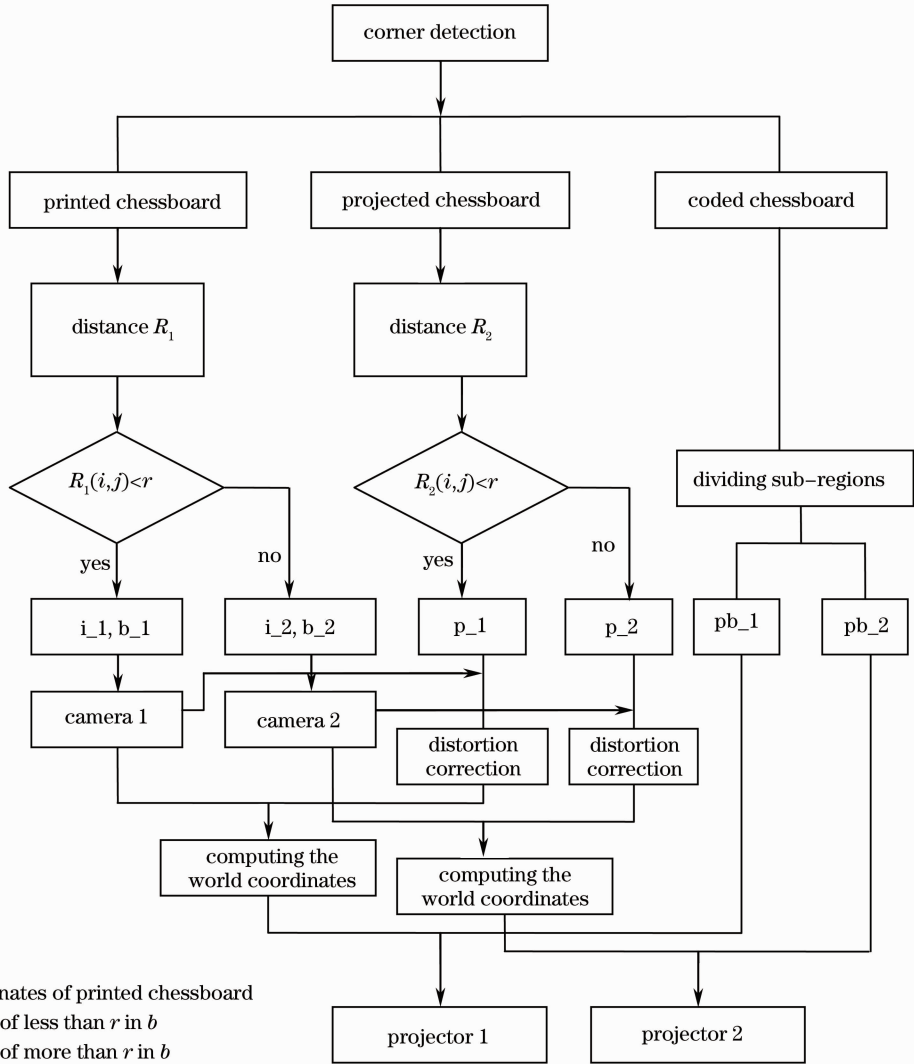 corner detection
printed chessboard
projected chessboard
coded chessboard
distance R₁
distance R₂
R₁(i,j)<r
R₂(i,j)<r
dividing sub-regions
yes
no
yes
no
i_1, b_1
i_2, b_2
p_1
p_2
pb_1
pb_2
camera 1
camera 2
distortion
correction
distortion
correction
computing the
world coordinates
computing the
world coordinates
of printed chessboard
of less than r in b
of more than r in b
projector 1
projector 2